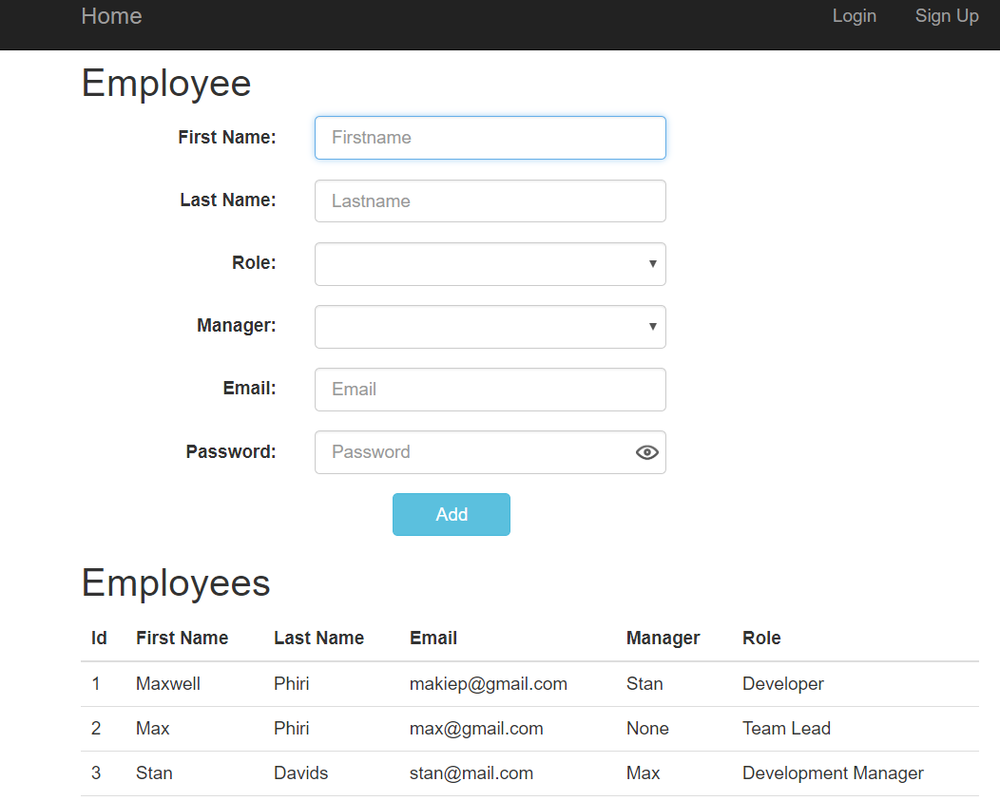 Home Login Sign Up
Employee
First Name: Firstname
Last Name: Lastname
Role:
Manager:
Email: Email
Password: Password
Add
Employees
Id First Name Last Name Email Manager Role
1 Maxwell Phiri makiep@gmail.com Stan Developer
2 Max Phiri max@gmail.com None Team Lead
3 Stan Davids stan@mail.com Max Development Manager